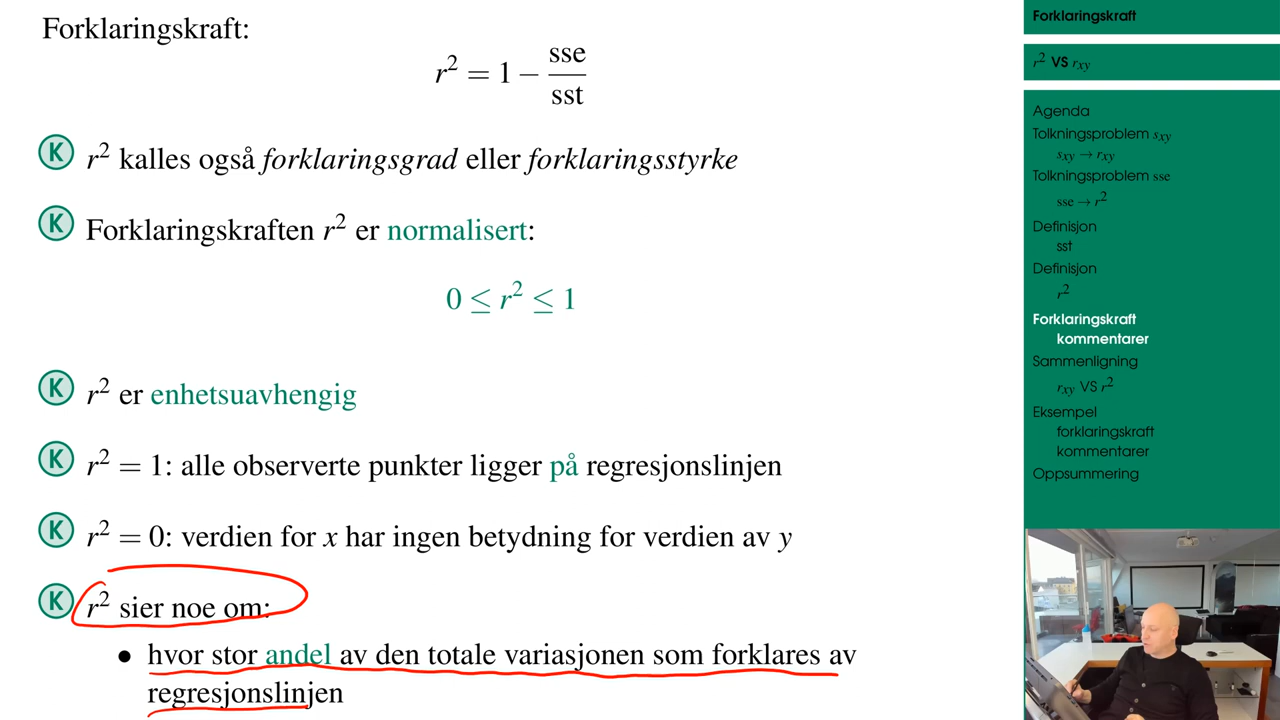 Forklaringskraft:
r² = 1 − sse/sst
K r² kalles også forklaringsgrad eller forklaringsstyrke
K Forklaringskraften r² er normalisert:
0 ≤ r² ≤ 1
K r² er enhetsuavhengig
K r² = 1: alle observerte punkter ligger på regresjonslinjen
K r² = 0: verdien for x har ingen betydning for verdien av y
K r² sier noe om:
• hvor stor andel av den totale variasjonen som forklares av
regresjonslinjen
Forklaringskraft
r² VS rxy
Agenda
Tolkningsproblem sxy
sxy → rxy
Tolkningsproblem sse
sse → r²
Definisjon
sst
Definisjon
r²
Forklaringskraft
kommentarer
Sammenligning
rxy VS r²
Eksempel
forklaringskraft
kommentarer
Oppsummering